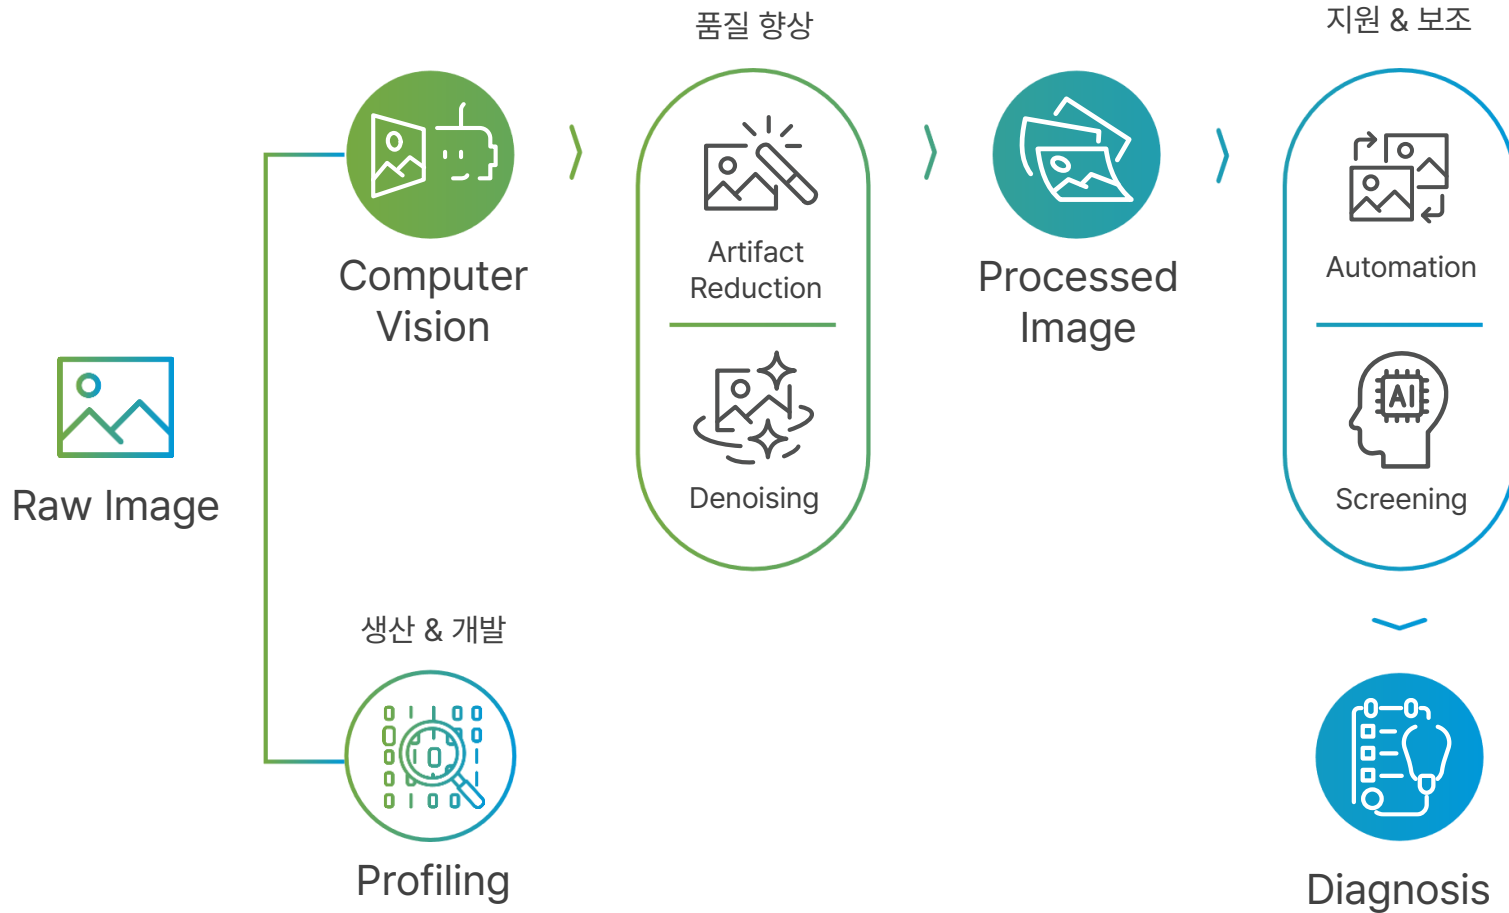 품질 향상
지원 & 보조
Computer
Vision
Artifact
Reduction
Denoising
Processed
Image
Automation
AI
Screening
Raw Image
생산 & 개발
Profiling
Diagnosis